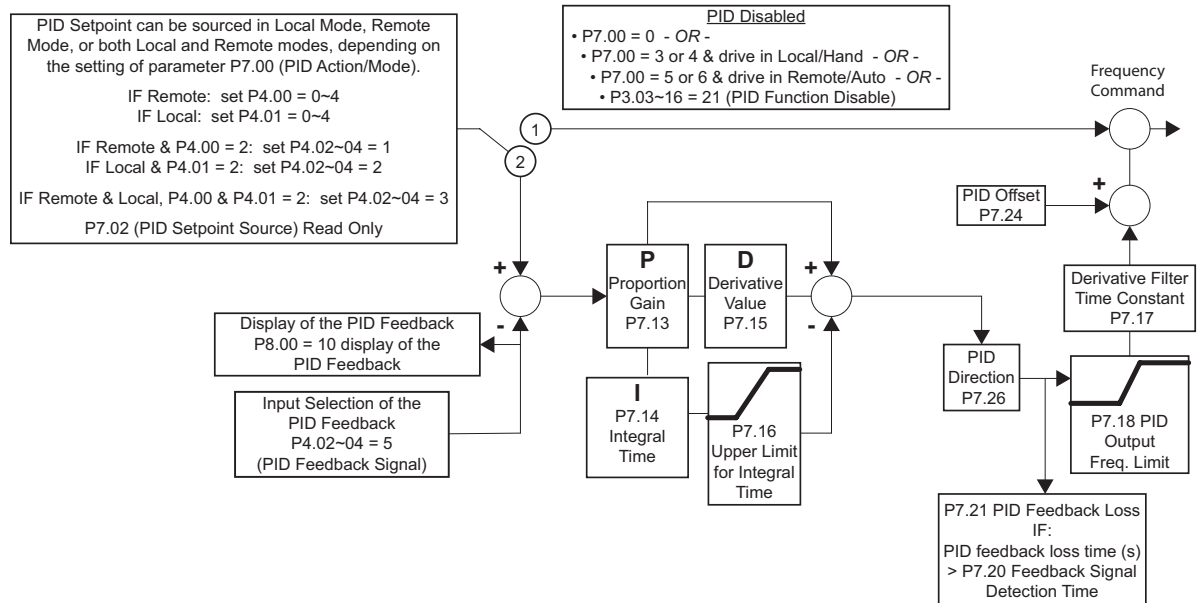 PID Setpoint can be sourced in Local Mode, Remote
Mode, or both Local and Remote modes, depending on
the setting of parameter P7.00 (PID Action/Mode).
IF Remote: set P4.00 = 0~4
IF Local: set P4.01 = 0~4
IF Remote & P4.00 = 2: set P4.02~04 = 1
IF Local & P4.01 = 2: set P4.02~04 = 2
IF Remote & Local, P4.00 & P4.01 = 2: set P4.02~04 = 3
P7.02 (PID Setpoint Source) Read Only
PID Disabled
• P7.00 = 0 - OR -
• P7.00 = 3 or 4 & drive in Local/Hand - OR -
• P7.00 = 5 or 6 & drive in Remote/Auto - OR -
• P3.03~16 = 21 (PID Function Disable)
Frequency
Command
1
2
+
-
Display of the PID Feedback
P8.00 = 10 display of the
PID Feedback
Input Selection of the
PID Feedback
P4.02~04 = 5
(PID Feedback Signal)
P
Proportion
Gain
P7.13
D
Derivative
Value
P7.15
I
P7.14
Integral
Time
P7.16
Upper Limit
for Integral
Time
+
-
PID
Direction
P7.26
PID Offset
P7.24
+
Derivative Filter
Time Constant
P7.17
P7.18 PID
Output
Freq. Limit
P7.21 PID Feedback Loss
IF:
PID feedback loss time (s)
> P7.20 Feedback Signal
Detection Time